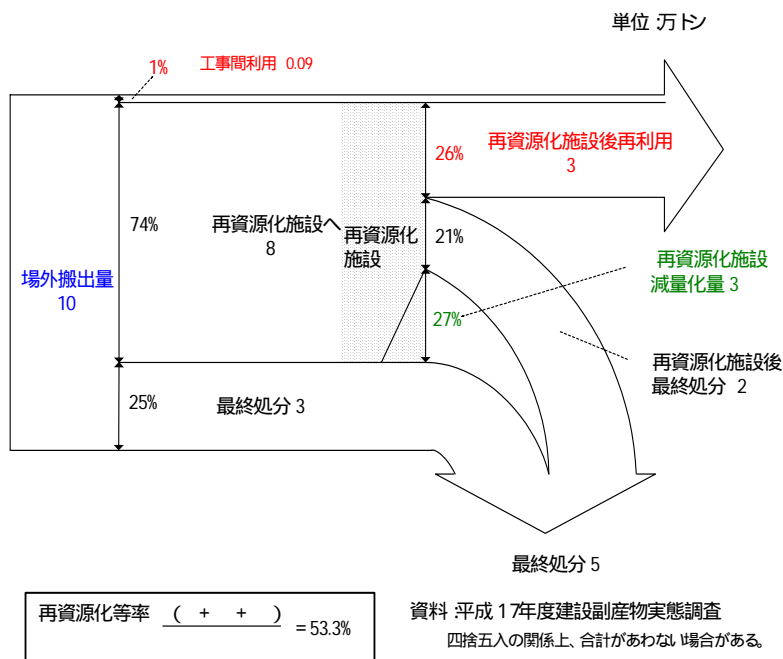 単位:万トン
1%
工事間利用 0.09
26%
再資源化施設後再利用
3
74%
再資源化施設へ
8
再資源化
施設
21%
再資源化施設
減量化量 3
場外搬出量
10
27%
再資源化施設後
最終処分 2
25%
最終処分 3
最終処分 5
再資源化等率 ( + + ) = 53.3%
資料:平成17年度建設副産物実態調査
四捨五入の関係上、合計があわない場合がある。